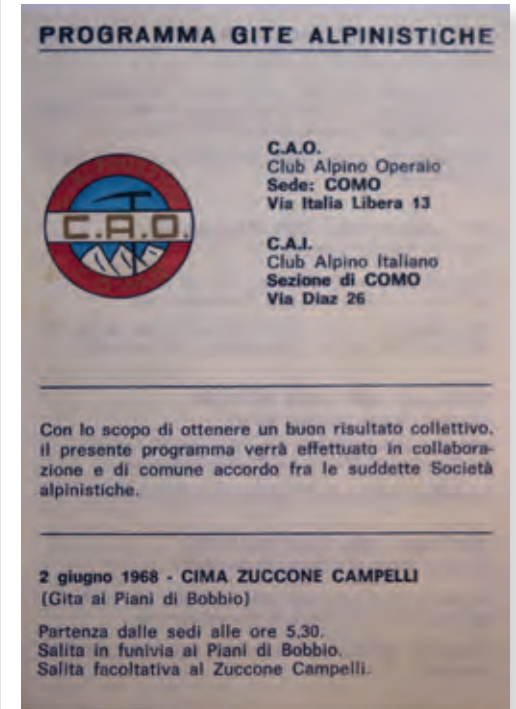 PROGRAMMA GITE ALPINISTICHE
C.A.O.
C.A.O.
Club Alpino Operaio
Sede: COMO
Via Italia Libera 13
C.A.I.
Club Alpino Italiano
Sezione di COMO
Via Diaz 26
Con lo scopo di ottenere un buon risultato collettivo,
il presente programma verrà effettuato in collabora-
zione e di comune accordo fra le suddette Società
alpinistiche.
2 giugno 1968 - CIMA ZUCCONE CAMPELLI
(Gita ai Piani di Bobbio)
Partenza dalle sedi alle ore 5,30.
Salita in funivia ai Piani di Bobbio.
Salita facoltativa al Zuccone Campelli.